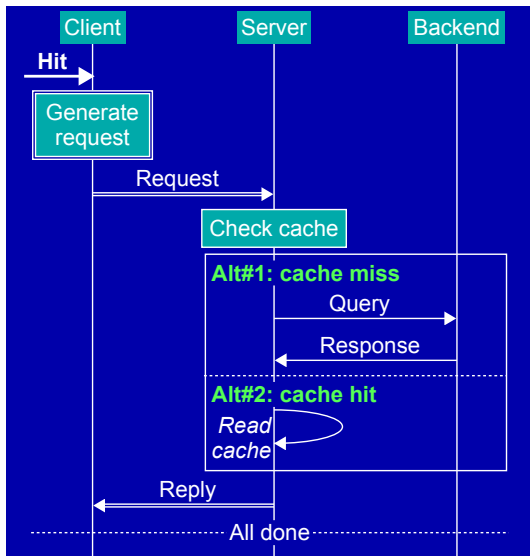 Client Server Backend
Hit
Generate
request
Request
Check cache
Alt#1: cache miss
Query
Response
Alt#2: cache hit
Read
cache
Reply
All done